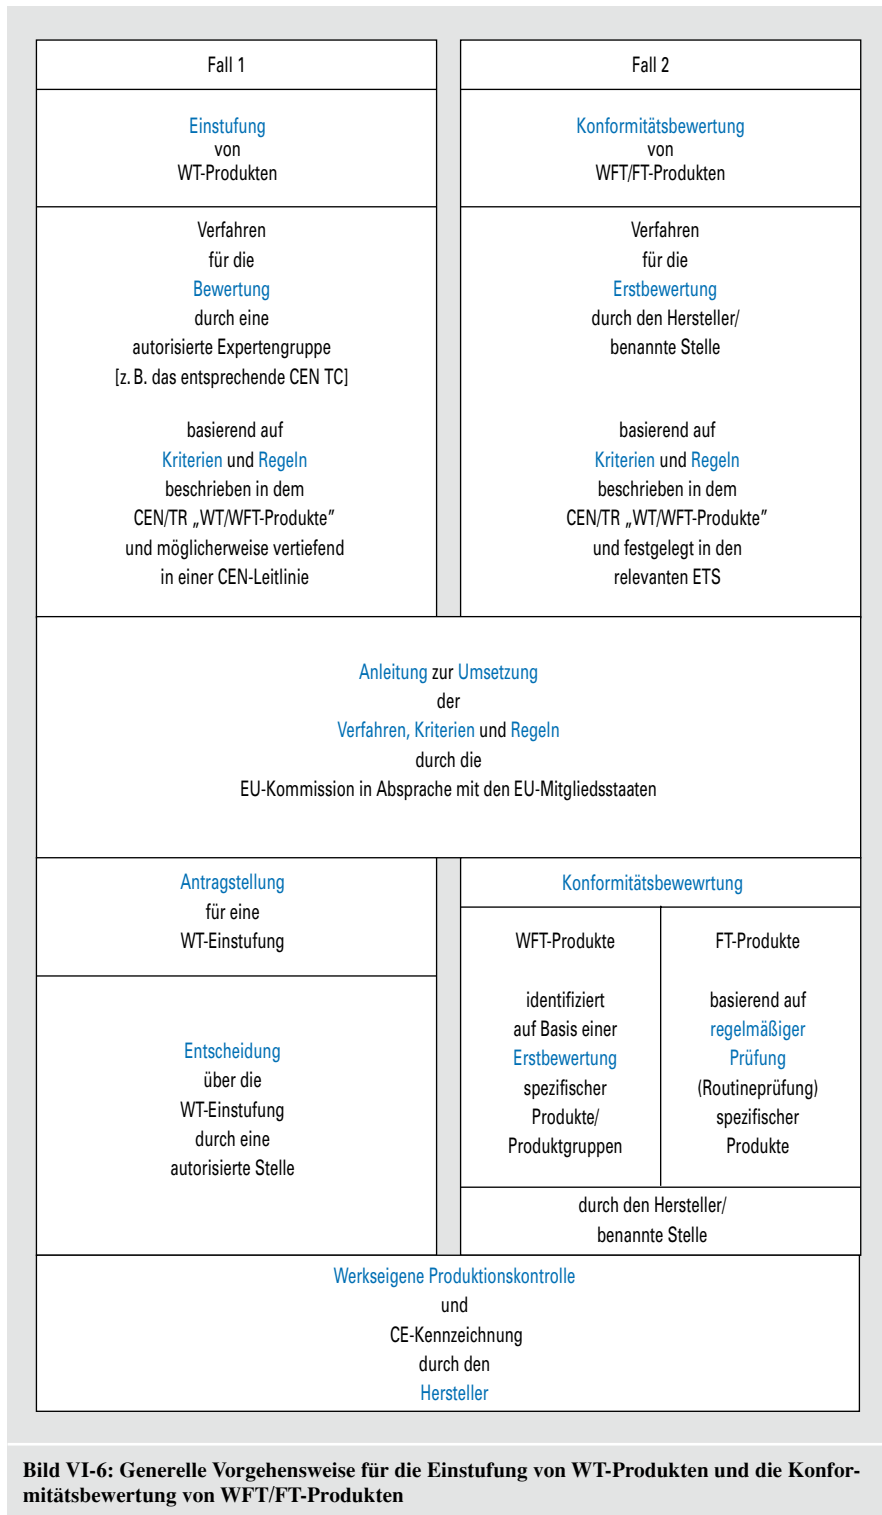 Fall 1
Einstufung
von
WT-Produkten
Verfahren
für die
Bewertung
durch eine
autorisierte Expertengruppe
[z. B. das entsprechende CEN TC]
basierend auf
Kriterien und Regeln
beschrieben in dem
CEN/TR „WT/WFT-Produkte"
und möglicherweise vertiefend
in einer CEN-Leitlinie
Fall 2
Konformitätsbewertung
von
WFT/FT-Produkten
Verfahren
für die
Erstbewertung
durch den Hersteller/
benannte Stelle
basierend auf
Kriterien und Regeln
beschrieben in dem
CEN/TR „WT/WFT-Produkte"
und festgelegt in den
relevanten ETS
Anleitung zur Umsetzung
der
Verfahren, Kriterien und Regeln
durch die
EU-Kommission in Absprache mit den EU-Mitgliedsstaaten
Antragstellung
für eine
WT-Einstufung
Entscheidung
über die
WT-Einstufung
durch eine
autorisierte Stelle
Konformitätsbewewrtung
WFT-Produkte
identifiziert
auf Basis einer
Erstbewertung
spezifischer
Produkte/
Produktgruppen
FT-Produkte
basierend auf
regelmäßiger
Prüfung
(Routineprüfung)
spezifischer
Produkte
durch den Hersteller/
benannte Stelle
Werkseigene Produktionskontrolle
und
CE-Kennzeichnung
durch den
Hersteller
Bild VI-6: Generelle Vorgehensweise für die Einstufung von WT-Produkten und die Konfor-
mitätsbewertung von WFT/FT-Produkten